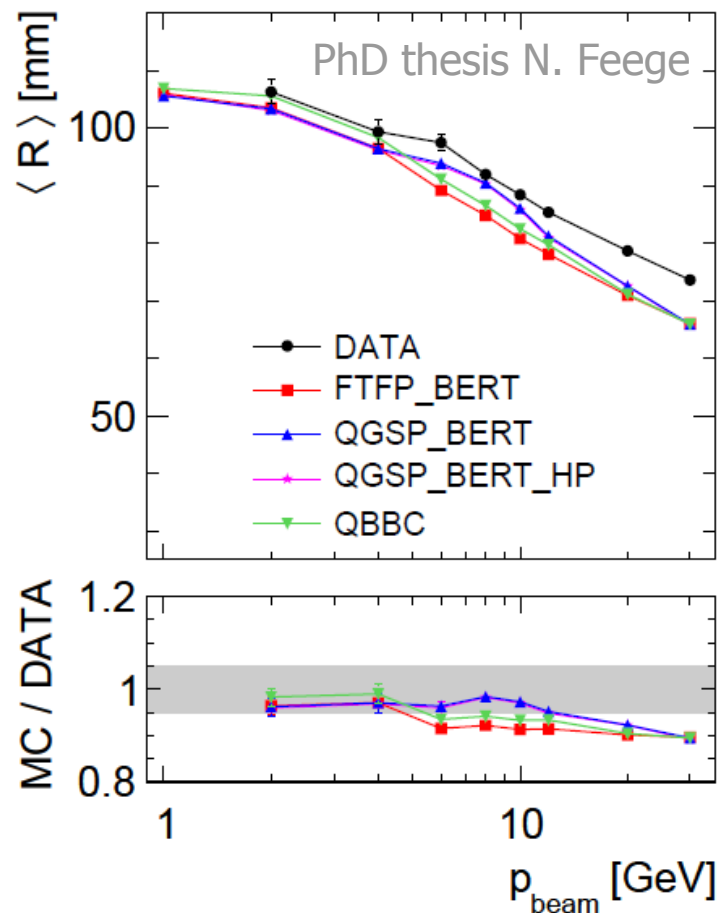 PhD thesis N. Feege
⟨ R ⟩ [mm]
100
50
DATA
FTFP_BERT
QGSP_BERT
QGSP_BERT_HP
QBBC
MC / DATA
1.2
1
0.8
1
10
p_beam [GeV]